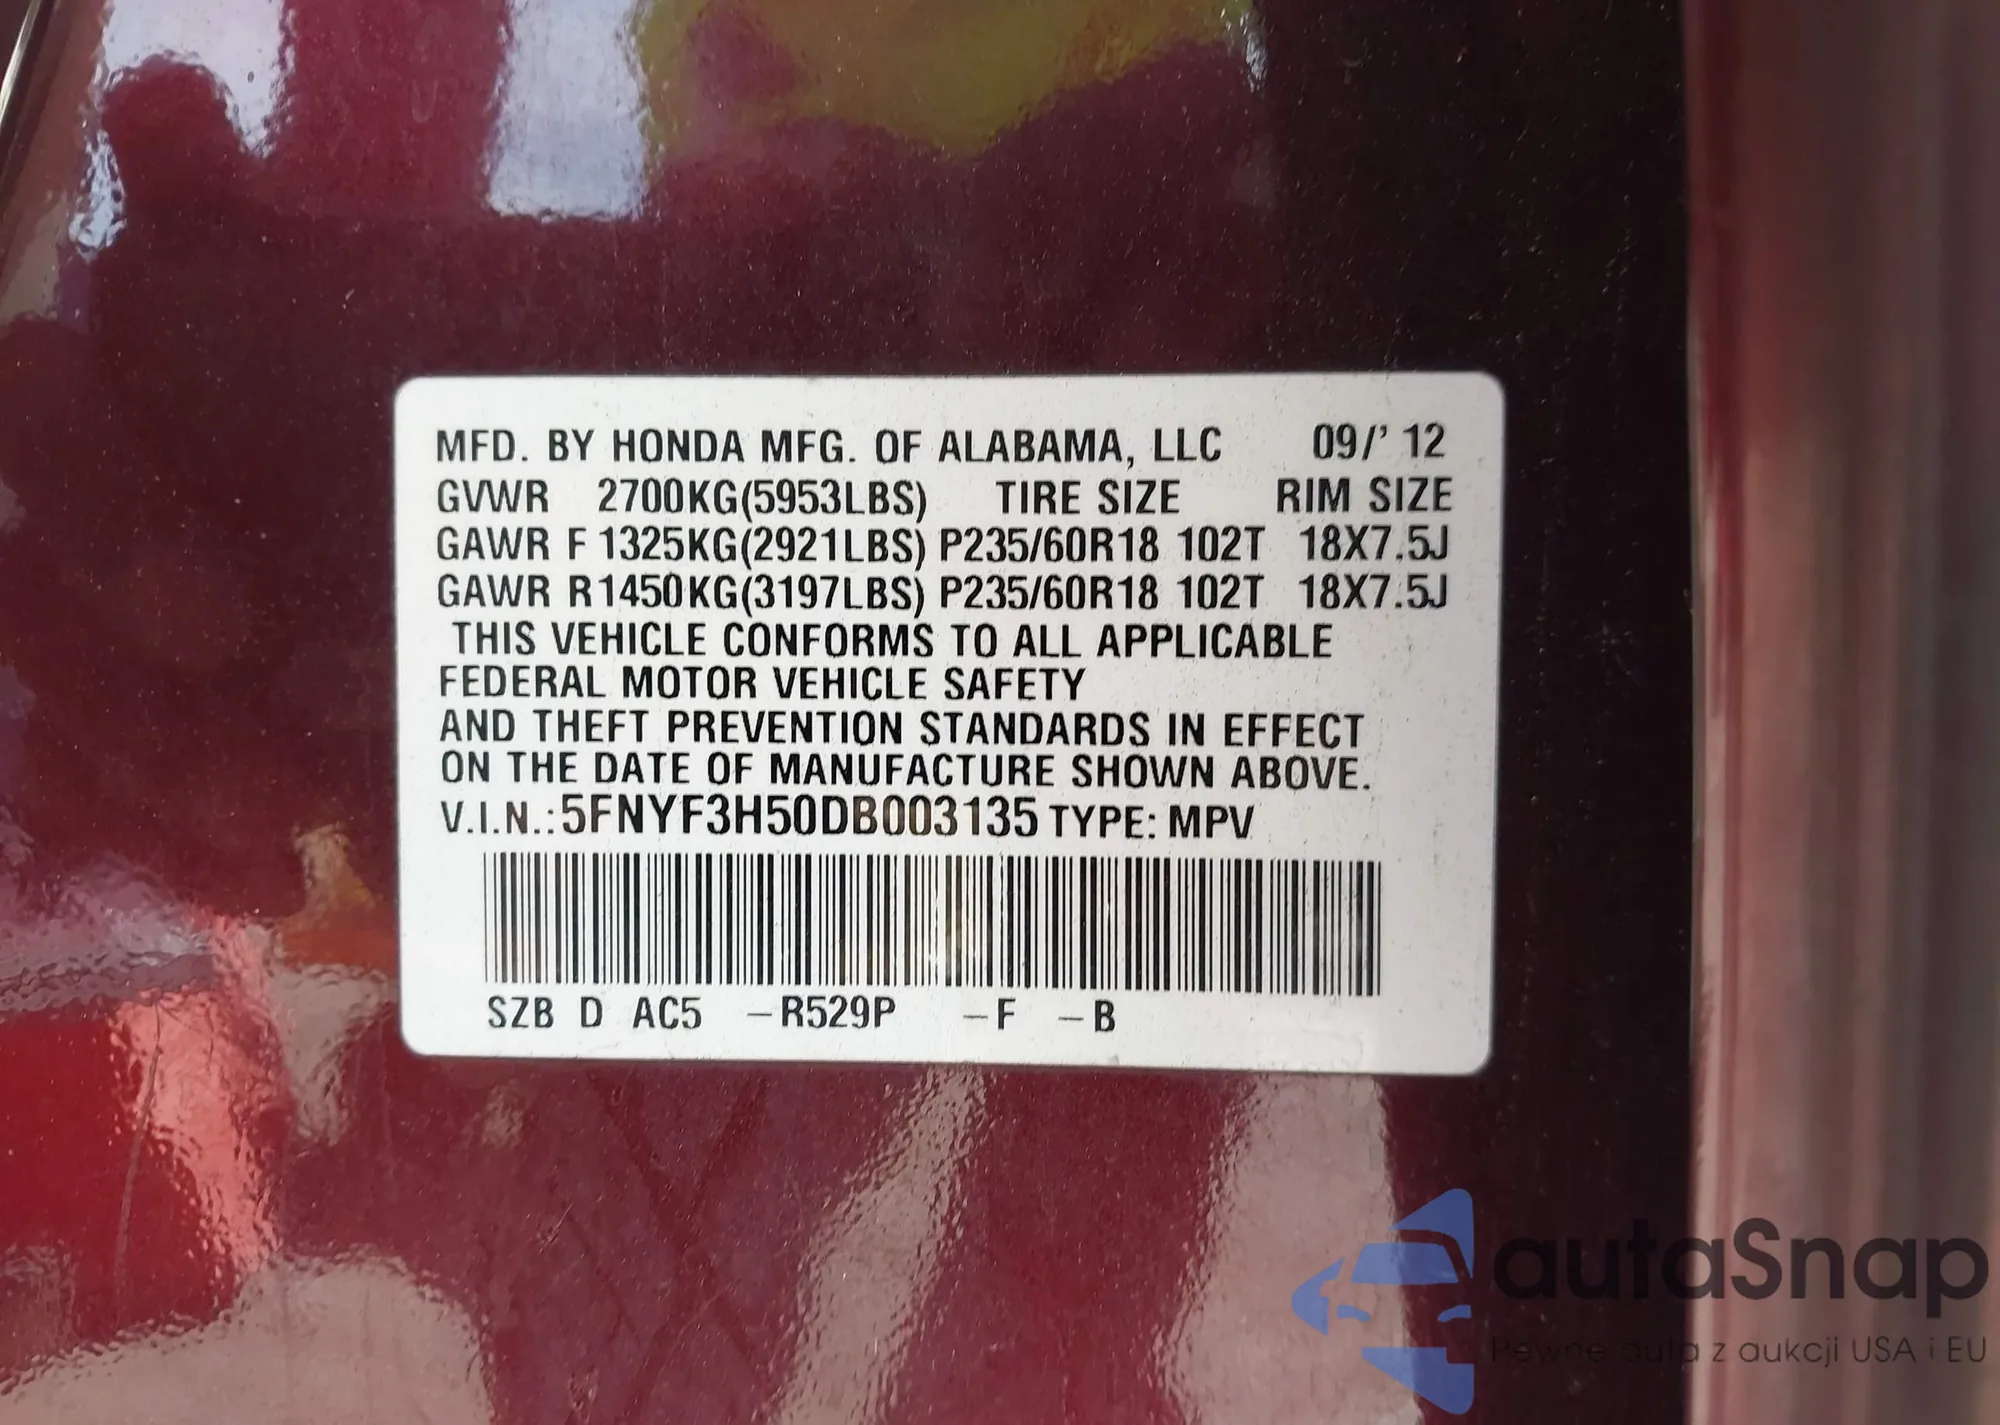 MFD. BY HONDA MFG. OF ALABAMA, LLC 09/' 12
GVWR 2700KG(5953LBS) TIRE SIZE RIM SIZE
GAWR F 1325KG(2921LBS) P235/60R18 102T 18X7.5J
GAWR R1450KG(3197LBS) P235/60R18 102T 18X7.5J
THIS VEHICLE CONFORMS TO ALL APPLICABLE
FEDERAL MOTOR VEHICLE SAFETY
AND THEFT PREVENTION STANDARDS IN EFFECT
ON THE DATE OF MANUFACTURE SHOWN ABOVE.
V.I.N.:5FNYF3H50DB003135 TYPE: MPV
SZB D AC5 –R529P –F –B
autaSnap
Pewne auta z aukcji USA i EU